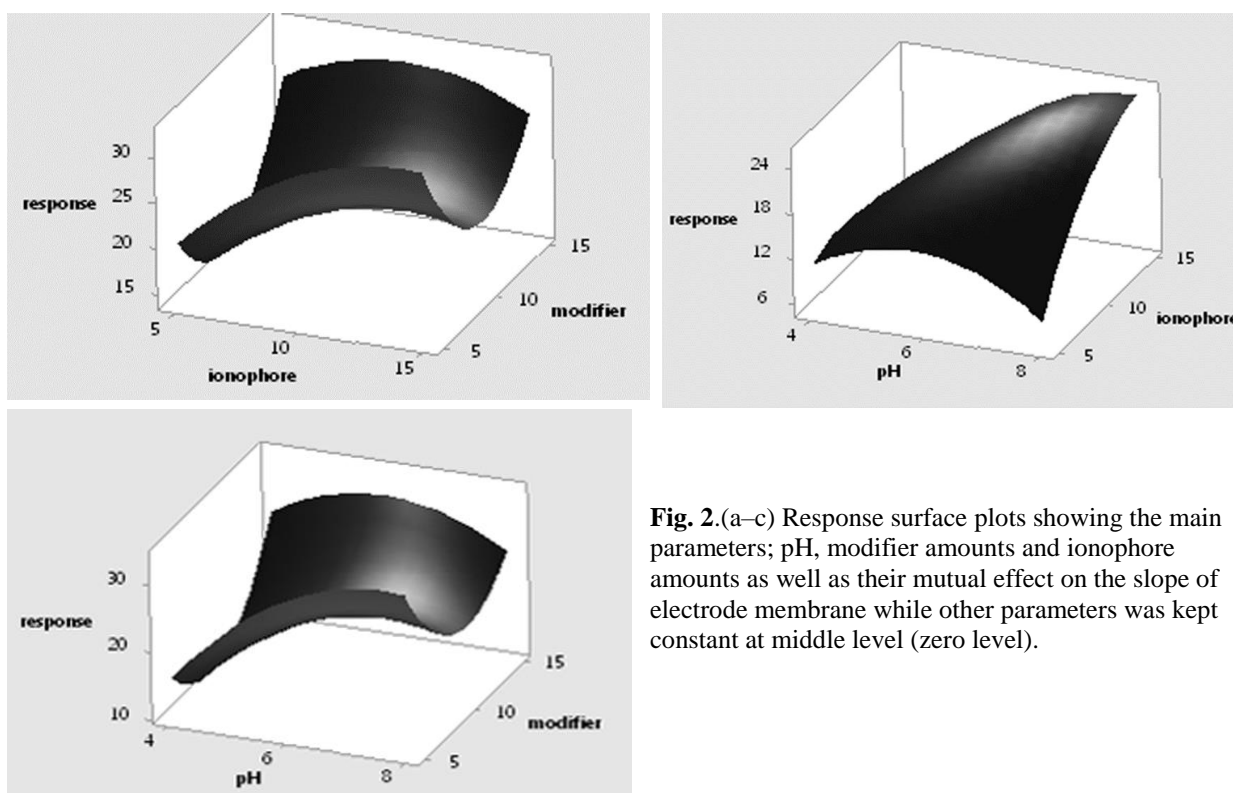 30
25
response
20
15
5
10
15
ionophore
5
10
15
modifier
24
18
response
12
6
4
6
8
pH
5
10
15
ionophore
30
response
20
10
4
6
8
pH
5
10
15
modifier
Fig. 2.(a–c) Response surface plots showing the main
parameters; pH, modifier amounts and ionophore
amounts as well as their mutual effect on the slope of
electrode membrane while other parameters was kept
constant at middle level (zero level).